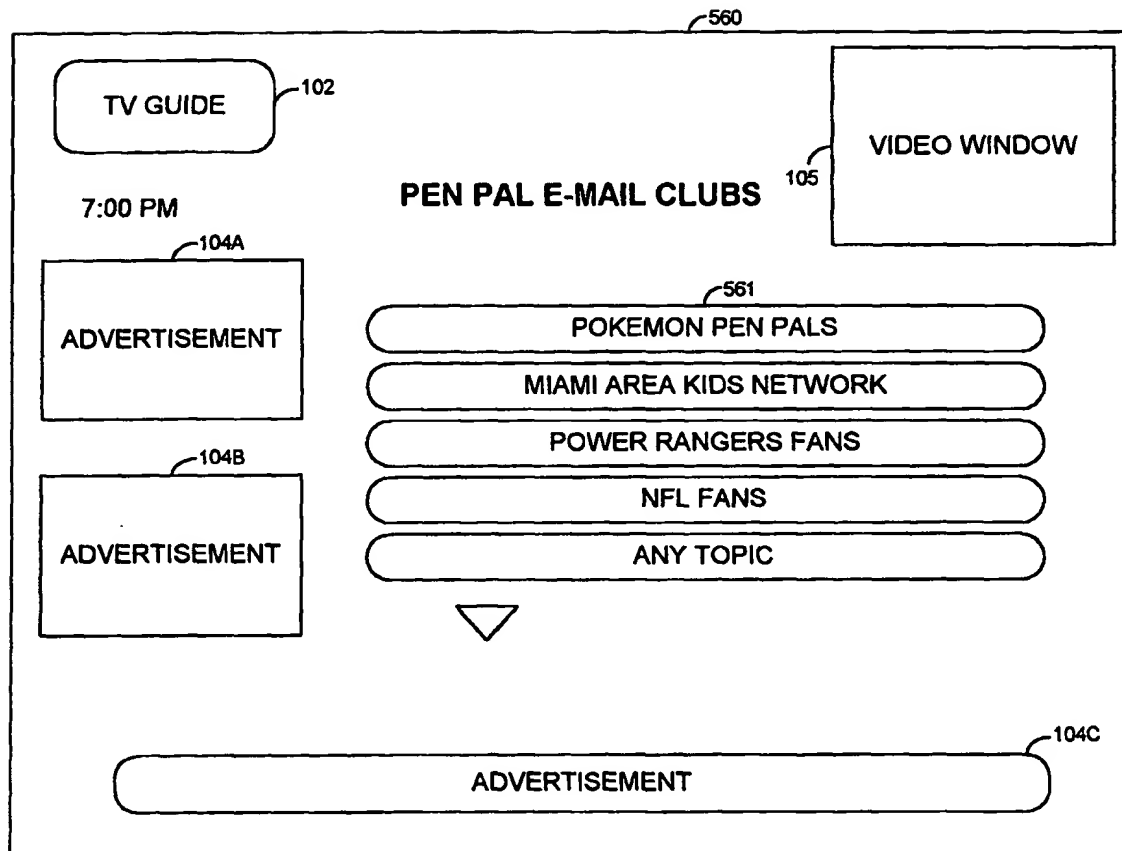 560
TV GUIDE
102
VIDEO WINDOW
105
PEN PAL E-MAIL CLUBS
7:00 PM
104A
ADVERTISEMENT
561
POKEMON PEN PALS
MIAMI AREA KIDS NETWORK
POWER RANGERS FANS
104B
ADVERTISEMENT
NFL FANS
ANY TOPIC
104C
ADVERTISEMENT